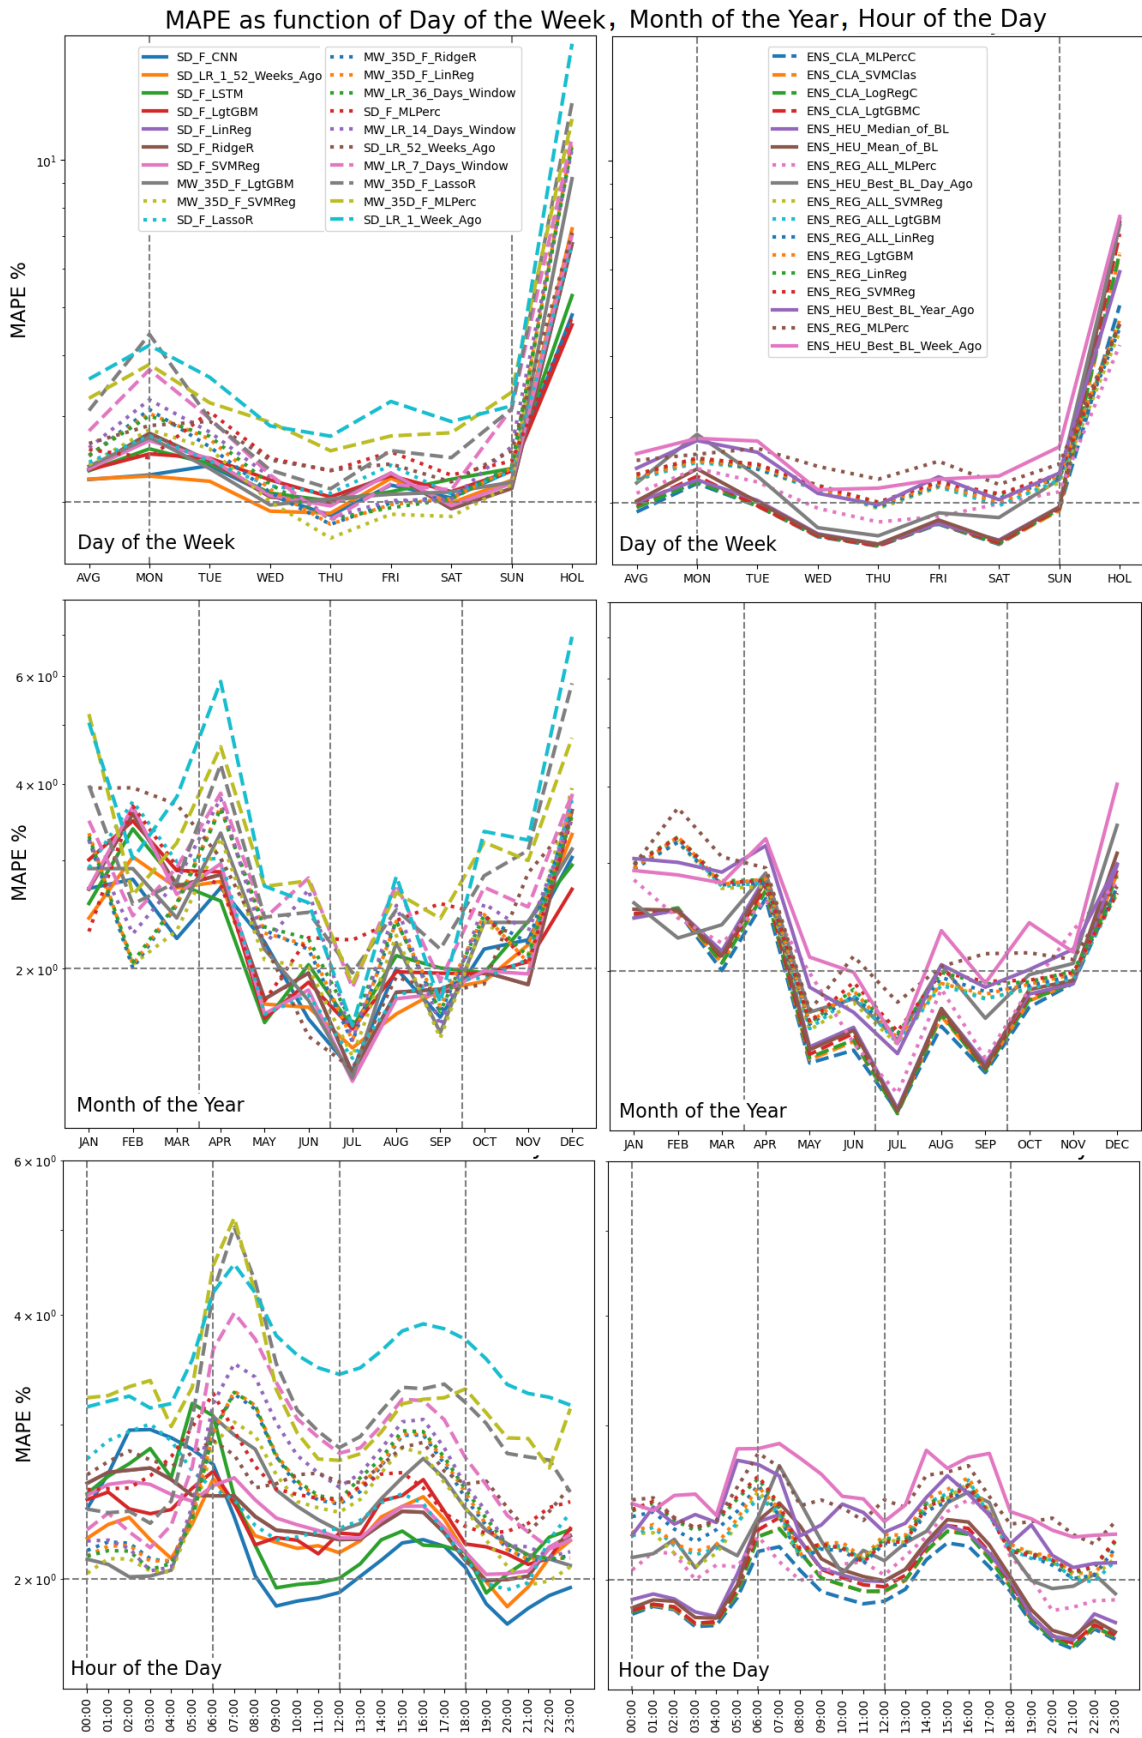 MAPE as function of Day of the Week, Month of the Year, Hour of the Day
SD_F_CNN
SD_LR_1_52_Weeks_Ago
SD_F_LSTM
SD_F_LgtGBM
SD_F_LinReg
SD_F_RidgeR
SD_F_SVMReg
MW_35D_F_LgtGBM
MW_35D_F_SVMReg
SD_F_LassoR
MW_35D_F_RidgeR
MW_35D_F_LinReg
MW_LR_36_Days_Window
SD_F_MLPerc
MW_LR_14_Days_Window
SD_LR_52_Weeks_Ago
MW_LR_7_Days_Window
MW_35D_F_LassoR
MW_35D_F_MLPerc
SD_LR_1_Week_Ago
10¹
MAPE %
Day of the Week
AVG MON TUE WED THU FRI SAT SUN HOL
ENS_CLA_MLPercC
ENS_CLA_SVMClas
ENS_CLA_LogRegC
ENS_CLA_LgtGBMC
ENS_HEU_Median_of_BL
ENS_HEU_Mean_of_BL
ENS_REG_ALL_MLPerc
ENS_HEU_Best_BL_Day_Ago
ENS_REG_ALL_SVMReg
ENS_REG_ALL_LgtGBM
ENS_REG_ALL_LinReg
ENS_REG_LgtGBM
ENS_REG_LinReg
ENS_REG_SVMReg
ENS_HEU_Best_BL_Year_Ago
ENS_REG_MLPerc
ENS_HEU_Best_BL_Week_Ago
10¹
Day of the Week
AVG MON TUE WED THU FRI SAT SUN HOL
6 × 10⁰
4 × 10⁰
2 × 10⁰
MAPE %
Month of the Year
JAN FEB MAR APR MAY JUN JUL AUG SEP OCT NOV DEC
Month of the Year
JAN FEB MAR APR MAY JUN JUL AUG SEP OCT NOV DEC
6 × 10⁰
4 × 10⁰
2 × 10⁰
MAPE %
Hour of the Day
00:00 01:00 02:00 03:00 04:00 05:00 06:00 07:00 08:00 09:00 10:00 11:00 12:00 13:00 14:00 15:00 16:00 17:00 18:00 19:00 20:00 21:00 22:00 23:00
4 × 10⁰
2 × 10⁰
Hour of the Day
00:00 01:00 02:00 03:00 04:00 05:00 06:00 07:00 08:00 09:00 10:00 11:00 12:00 13:00 14:00 15:00 16:00 17:00 18:00 19:00 20:00 21:00 22:00 23:00